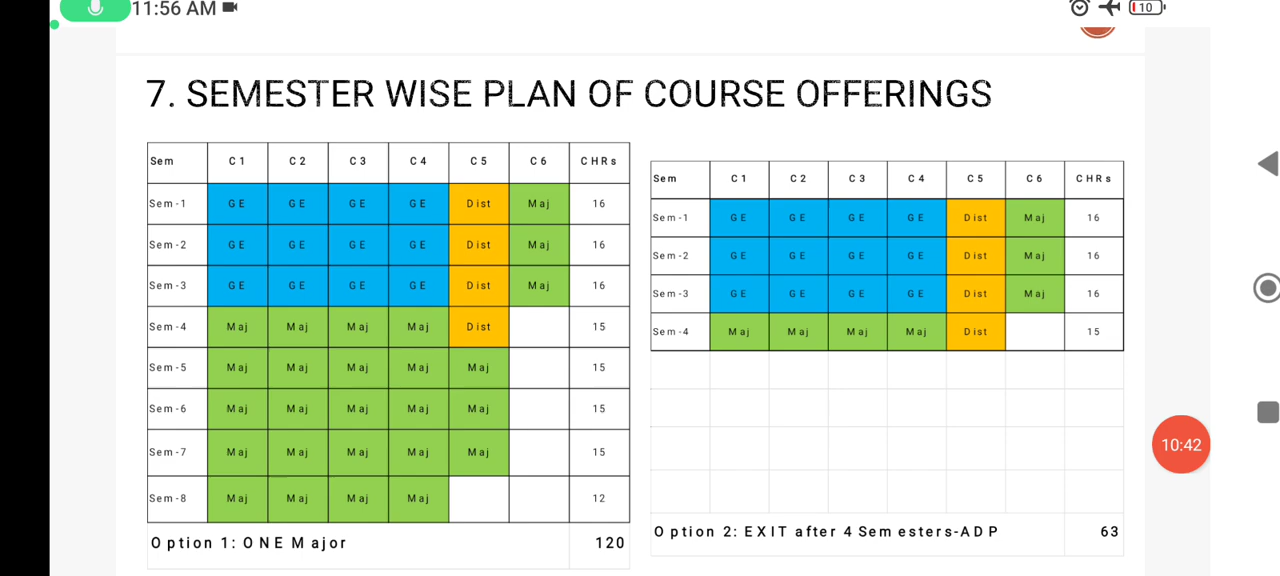 11:56 AM
10
7. SEMESTER WISE PLAN OF COURSE OFFERINGS
Sem C1 C2 C3 C4 C5 C6 CHRs
Sem-1 GE GE GE GE Dist Maj 16
Sem-2 GE GE GE GE Dist Maj 16
Sem-3 GE GE GE GE Dist Maj 16
Sem-4 Maj Maj Maj Maj Dist 15
Sem-5 Maj Maj Maj Maj Maj 15
Sem-6 Maj Maj Maj Maj Maj 15
Sem-7 Maj Maj Maj Maj Maj 15
Sem-8 Maj Maj Maj Maj 12
Option 1: ONE Major 120
Sem C1 C2 C3 C4 C5 C6 CHRs
Sem-1 GE GE GE GE Dist Maj 16
Sem-2 GE GE GE GE Dist Maj 16
Sem-3 GE GE GE GE Dist Maj 16
Sem-4 Maj Maj Maj Maj Dist 15
Option 2: EXIT after 4 Semesters-ADP 63
10:42